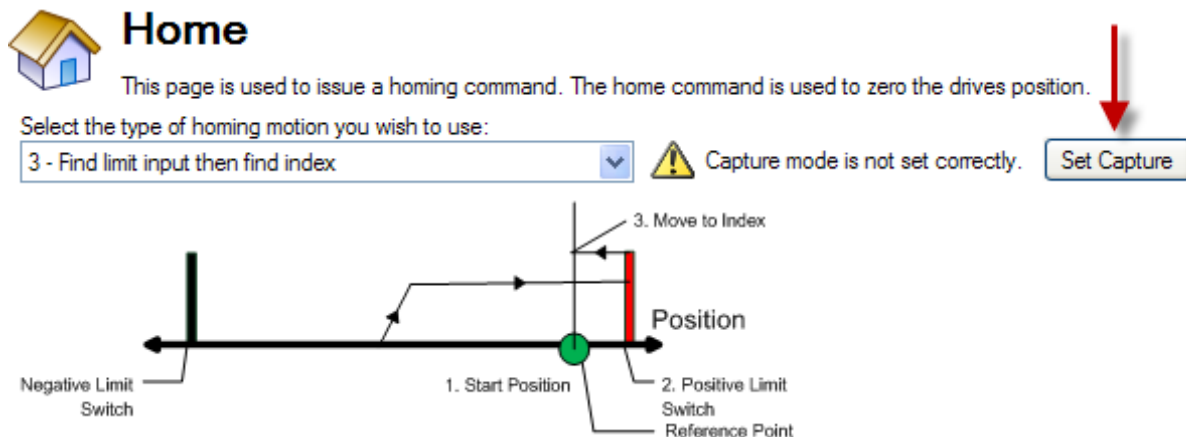 Home
This page is used to issue a homing command. The home command is used to zero the drives position.
Select the type of homing motion you wish to use:
3 - Find limit input then find index
Capture mode is not set correctly.
Set Capture
3. Move to Index
Position
Negative Limit
Switch
1. Start Position
2. Positive Limit
Switch
Reference Point